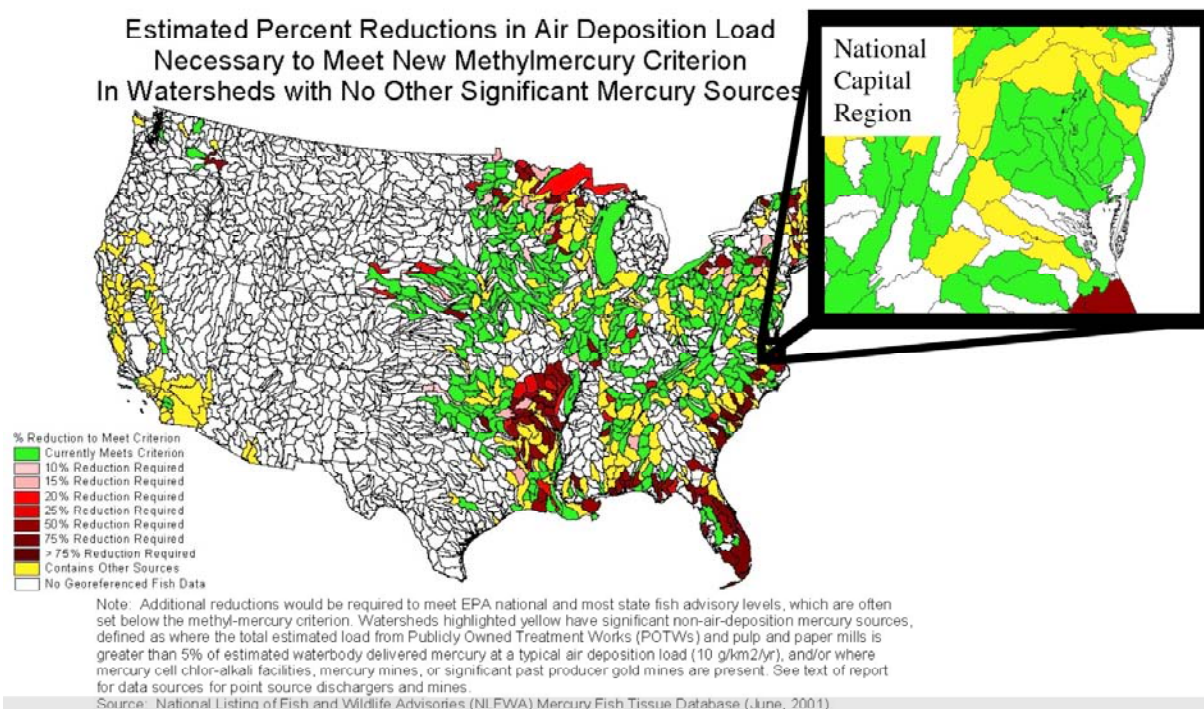 Estimated Percent Reductions in Air Deposition Load
Necessary to Meet New Methylmercury Criterion
In Watersheds with No Other Significant Mercury Sources
National
Capital
Region
% Reduction to Meet Criterion
Currently Meets Criterion
10% Reduction Required
15% Reduction Required
20% Reduction Required
25% Reduction Required
50% Reduction Required
75% Reduction Required
> 75% Reduction Required
Contains Other Sources
No Georeferenced Fish Data
Note: Additional reductions would be required to meet EPA national and most state fish advisory levels, which are often
set below the methyl-mercury criterion. Watersheds highlighted yellow have significant non-air-deposition mercury sources,
defined as where the total estimated load from Publicly Owned Treatment Works (POTWs) and pulp and paper mills is
greater than 5% of estimated waterbody delivered mercury at a typical air deposition load (10 g/km2/yr), and/or where
mercury cell chlor-alkali facilities, mercury mines, or significant past producer gold mines are present. See text of report
for data sources for point source dischargers and mines.
Source: National Listing of Fish and Wildlife Advisories (NLFWA) Mercury Fish Tissue Database (June, 2001)